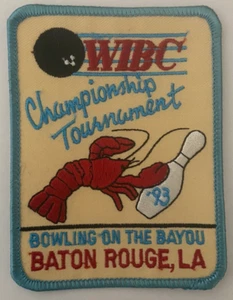 WIBC
Championship
Tournament
'93
BOWLING ON THE BAYOU
BATON ROUGE, LA